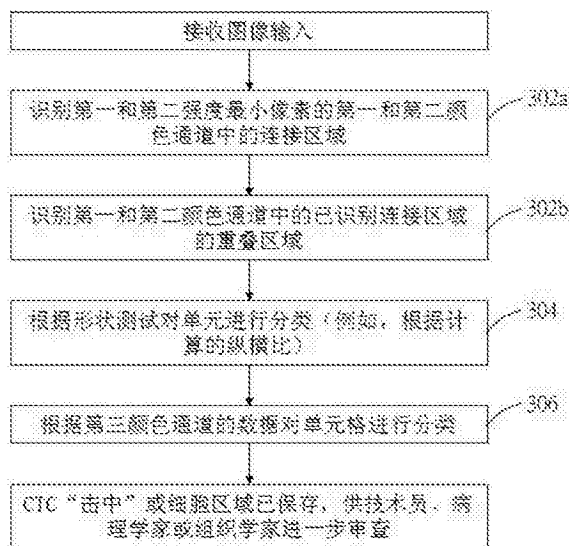 接收图像输入
识别第一和第二强度最小像素的第一和第二颜
色通道中的连接区域
302a
识别第一和第二颜色通道中的已识别连接区域
的重叠区域
302b
根据形状测试对单元进行分类（例如，根据计
算的纵横比）
304
根据第三颜色通道的数据对单元格进行分类
306
CTC“击中”或细胞区域已保存，供技术员、病
理学家或组织学家进一步审查